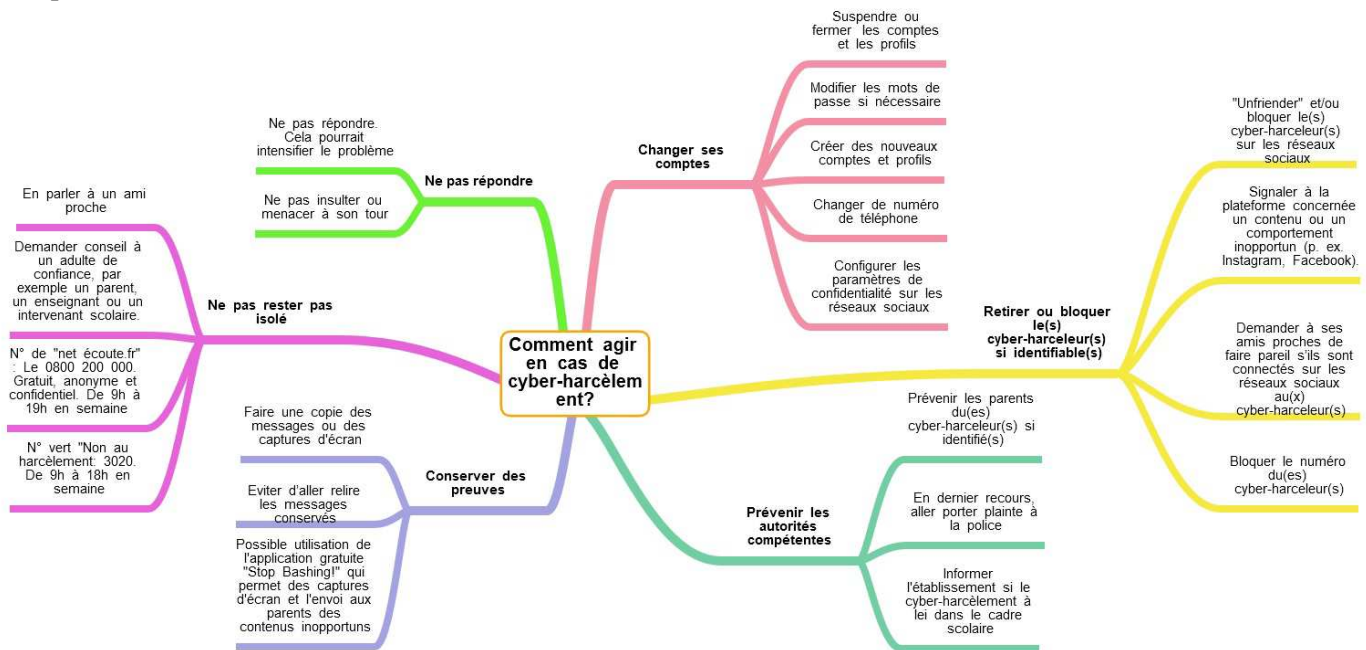 Comment agir
en cas de
cyber-harcèlem
ent?
Changer ses
comptes
Suspendre ou
fermer les comptes
et les profils
Modifier les mots de
passe si nécessaire
Créer des nouveaux
comptes et profils
Changer de numéro
de téléphone
Configurer les
paramètres de
confidentialité sur les
réseaux sociaux
Retirer ou bloquer
le(s)
cyber-harceleur(s)
si identifiable(s)
"Unfriender" et/ou
bloquer le(s)
cyber-harceleur(s)
sur les réseaux
sociaux
Signaler à la
plateforme concernée
un contenu ou un
comportement
inopportun (p. ex.
Instagram, Facebook).
Demander à ses
amis proches de
faire pareil s'ils sont
connectés sur les
réseaux sociaux
au(x)
cyber-harceleur(s)
Bloquer le numéro
du(es)
cyber-harceleur(s)
Prévenir les
autorités
compétentes
Prévenir les parents
du(es)
cyber-harceleur(s) si
identifié(s)
En dernier recours,
aller porter plainte à
la police
Informer
l'établissement si le
cyber-harcèlement à
lei dans le cadre
scolaire
Conserver des
preuves
Faire une copie des
messages ou des
captures d'écran
Eviter d'aller relire
les messages
conservés
Possible utilisation de
l'application gratuite
"Stop Bashing!" qui
permet des captures
d'écran et l'envoi aux
parents des
contenus inopportuns
Ne pas rester pas
isolé
En parler à un ami
proche
Demander conseil à
un adulte de
confiance, par
exemple un parent,
un enseignant ou un
intervenant scolaire.
N° de "net écoute.fr"
: Le 0800 200 000.
Gratuit, anonyme et
confidentiel. De 9h à
19h en semaine
N° vert "Non au
harcèlement: 3020.
De 9h à 18h en
semaine
Ne pas répondre
Ne pas répondre.
Cela pourrait
intensifier le problème
Ne pas insulter ou
menacer à son tour